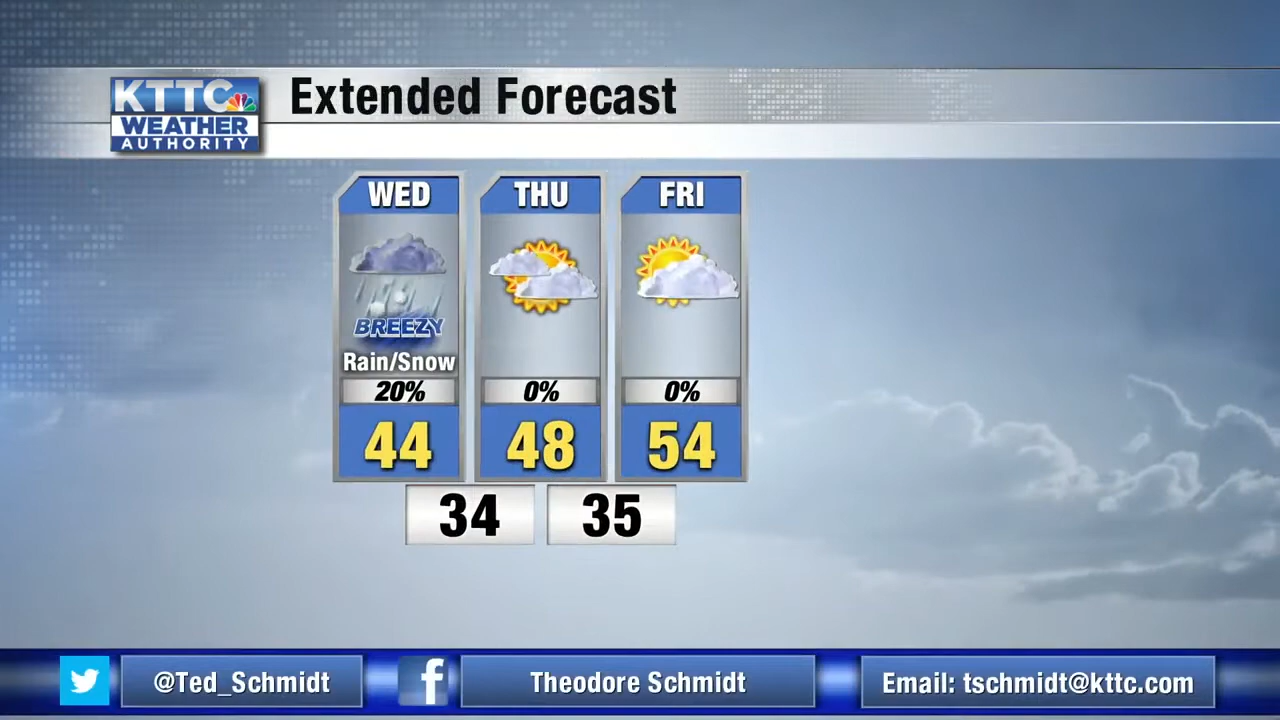 KTTC
WEATHER
AUTHORITY
Extended Forecast
WED
THU
FRI
BREEZY
Rain/Snow
20%
0%
0%
44
48
54
34
35
@Ted_Schmidt
f
Theodore Schmidt
Email: tschmidt@kttc.com